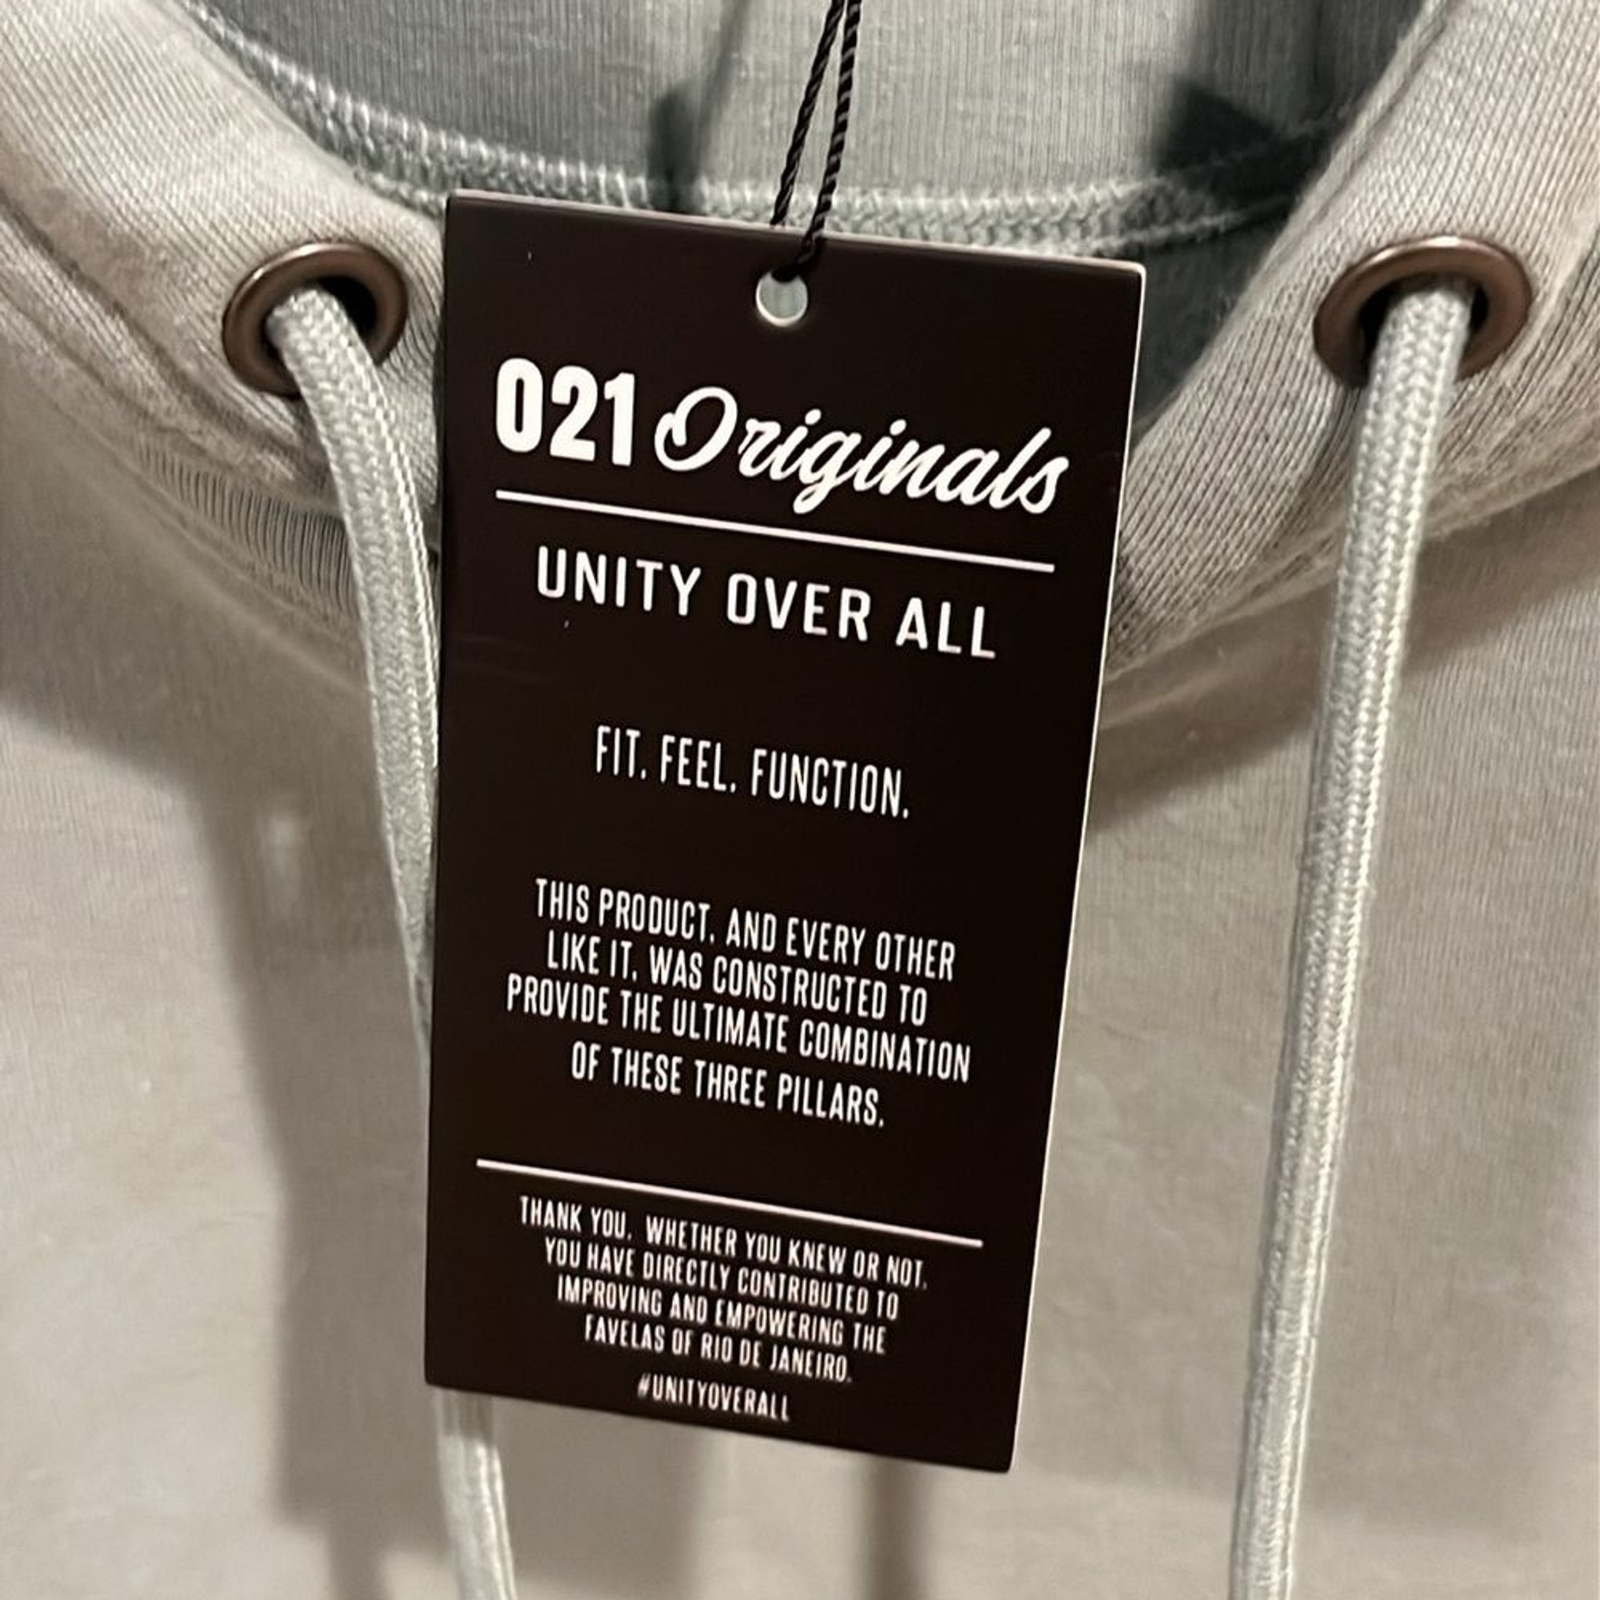 021 Originals
UNITY OVER ALL
FIT. FEEL. FUNCTION.
THIS PRODUCT, AND EVERY OTHER
LIKE IT, WAS CONSTRUCTED TO
PROVIDE THE ULTIMATE COMBINATION
OF THESE THREE PILLARS.
THANK YOU. WHETHER YOU KNEW OR NOT,
YOU HAVE DIRECTLY CONTRIBUTED TO
IMPROVING AND EMPOWERING THE
FAVELAS OF RIO DE JANEIRO.
#UNITYOVERALL